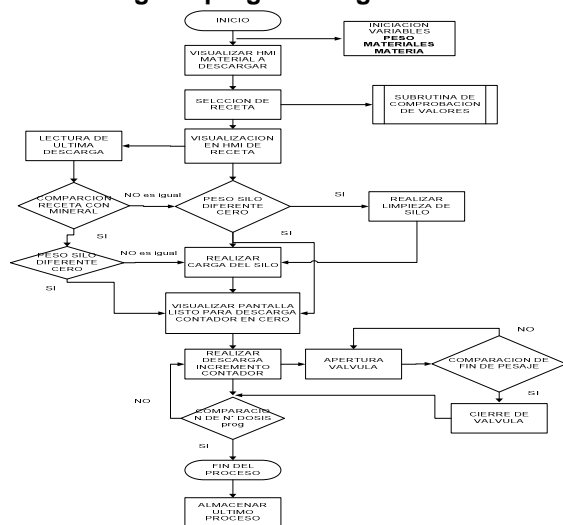 INICIO
INICIACION
VARIABLES
PESO
MATERIALES
MATERIA
VISUALIZAR HMI
MATERIAL A
DESCARGAR
SELCCION DE
RECETA
SUBRUTINA DE
COMPROBACION
DE VALORES
LECTURA DE
ULTIMA
DESCARGA
VISUALIZACION
EN HMI DE
RECETA
COMPARCION
RECETA CON
MINERAL
NO es igual
PESO SILO
DIFERENTE
CERO
SI
REALIZAR
LIMPIEZA DE
SILO
SI
SI
PESO SILO
DIFERENTE
CERO
NO es igual
REALIZAR
CARGA DEL SILO
SI
VISUALIZAR PANTALLA
LISTO PARA DESCARGA
CONTADOR EN CERO
NO
REALIZAR
DESCARGA
INCREMENTO
CONTADOR
APERTURA
VALVULA
COMPARACION DE
FIN DE PESAJE
SI
NO
COMPARACIO
N DE N° DOSIS
prog
CIERRE DE
VALVULA
SI
FIN DEL
PROCESO
ALMACENAR
ULTIMO
PROCESO